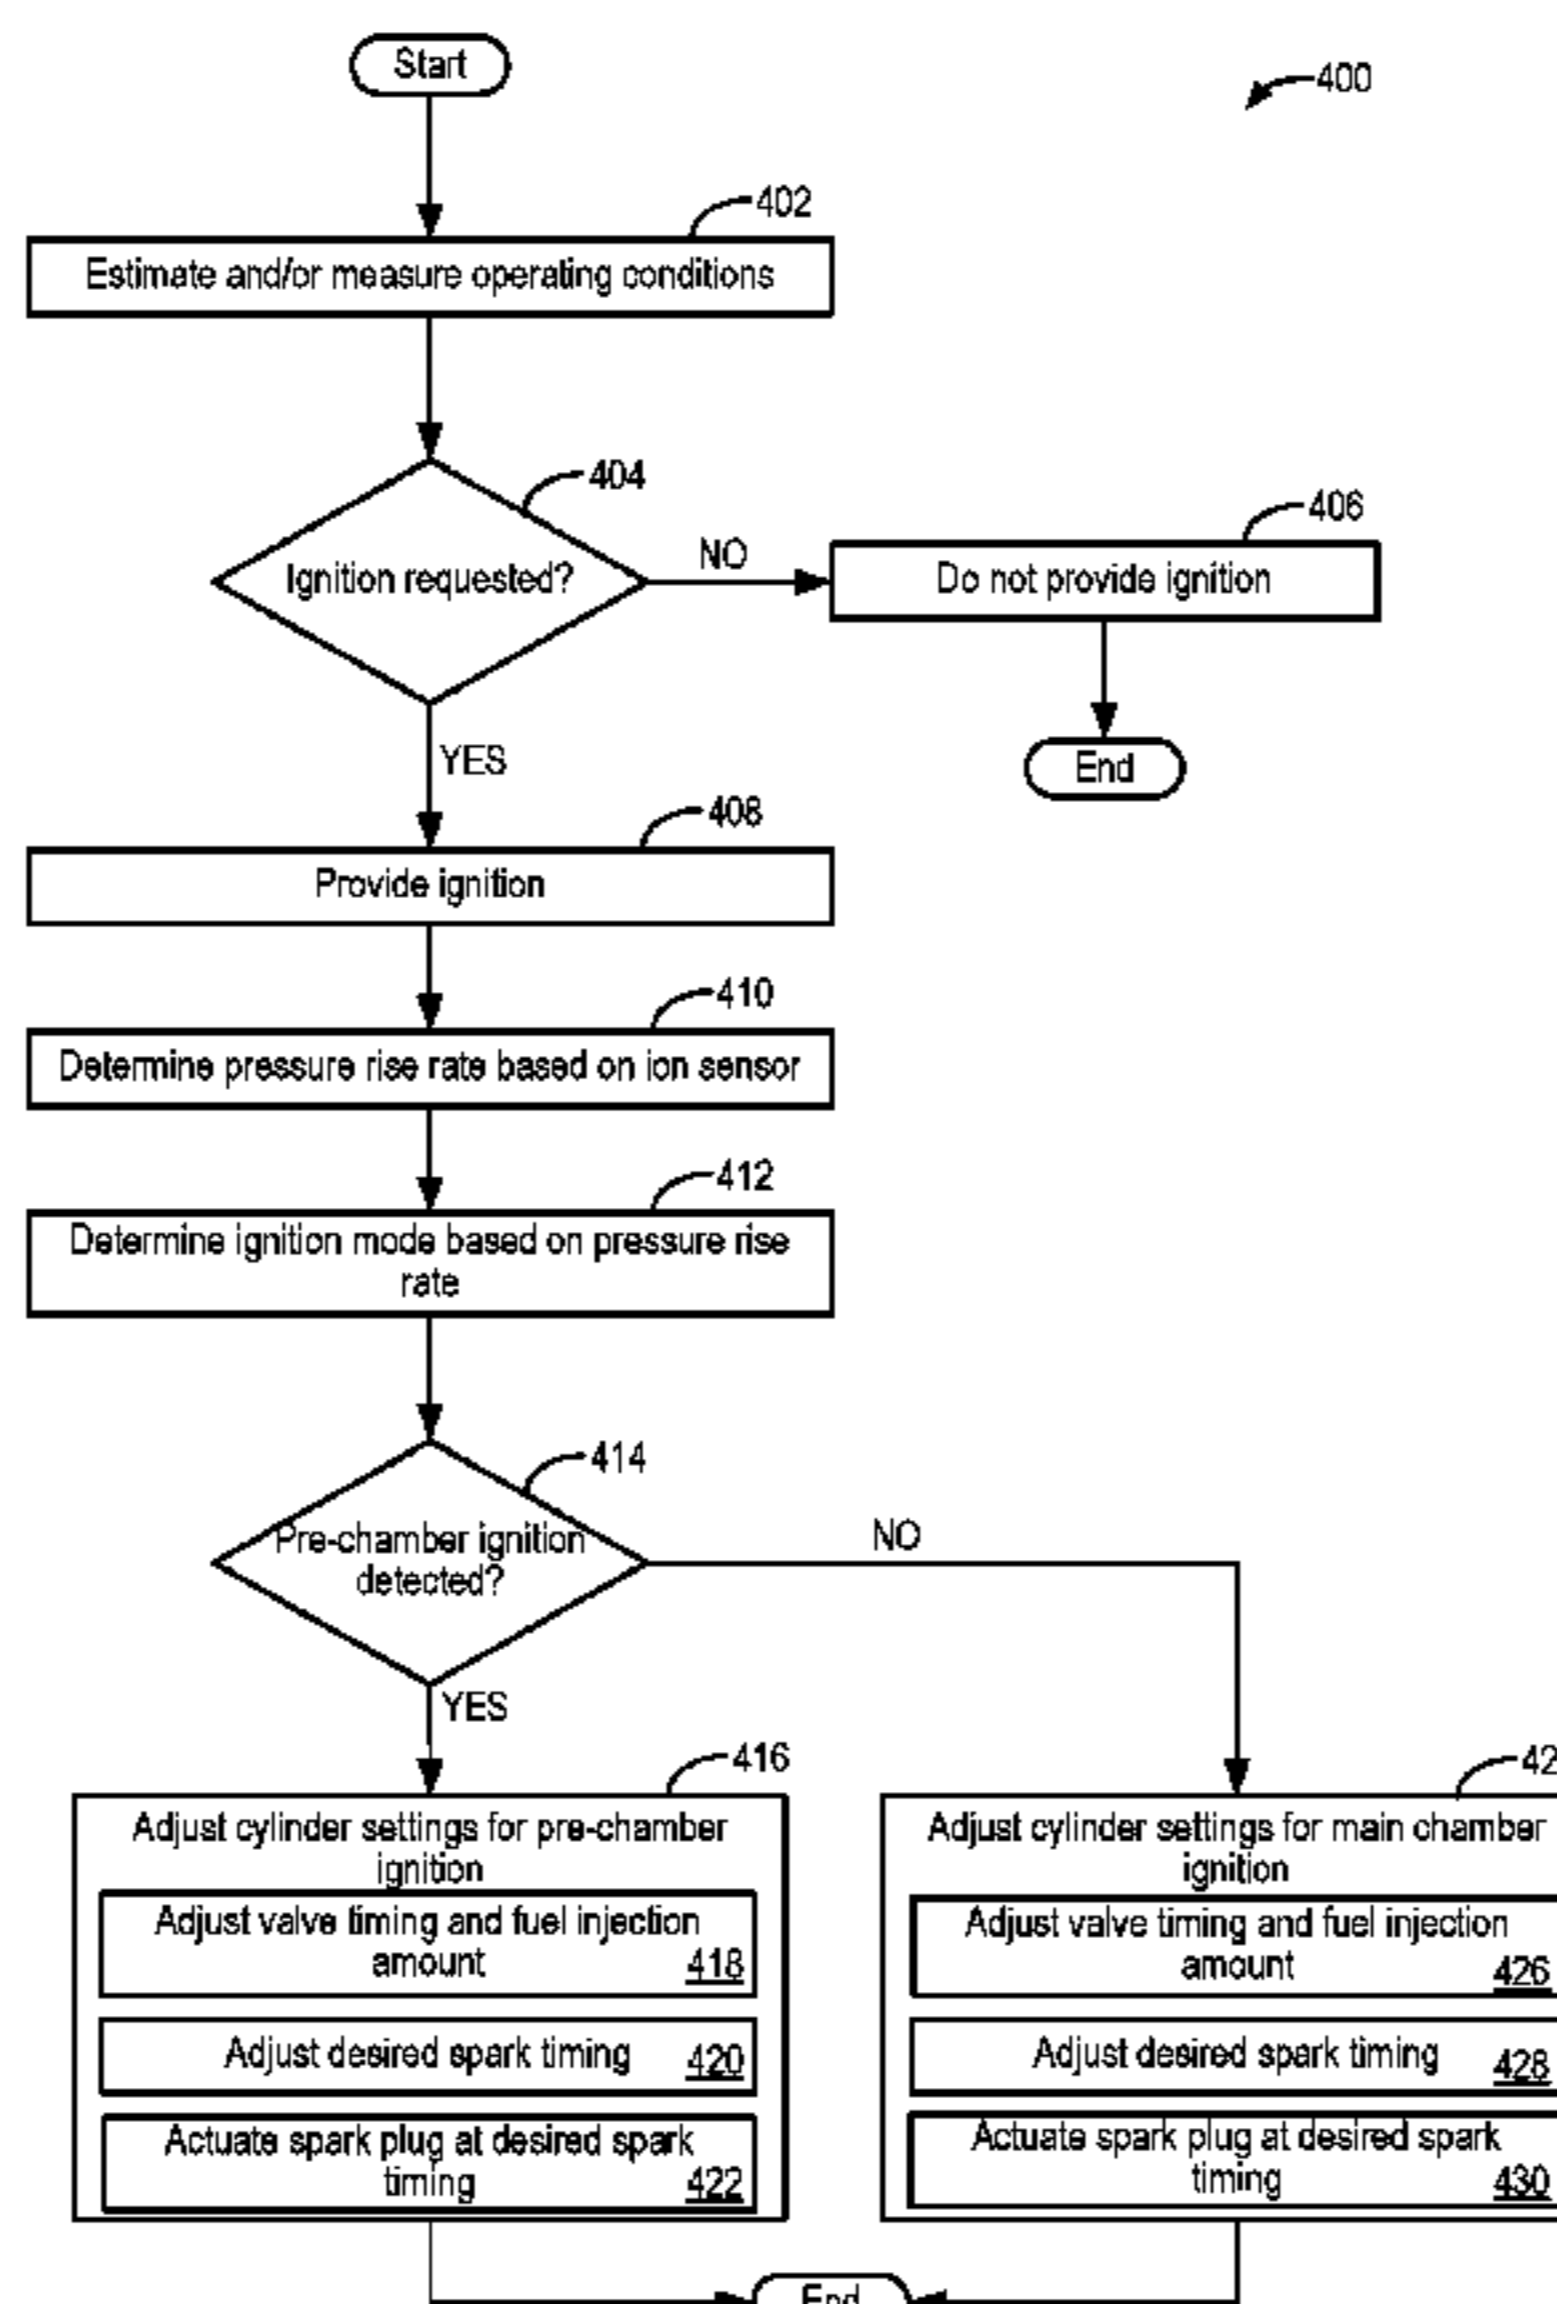 Start
400
402
Estimate and/or measure operating conditions
404
Ignition requested?
NO
406
Do not provide ignition
End
YES
408
Provide ignition
410
Determine pressure rise rate based on ion sensor
412
Determine ignition mode based on pressure rise
rate
414
Pre-chamber ignition
detected?
NO
YES
416
Adjust cylinder settings for pre-chamber
ignition
Adjust valve timing and fuel injection
amount 418
Adjust desired spark timing 420
Actuate spark plug at desired spark
timing 422
42
Adjust cylinder settings for main chamber
ignition
Adjust valve timing and fuel injection
amount 426
Adjust desired spark timing 428
Actuate spark plug at desired spark
timing 430
End